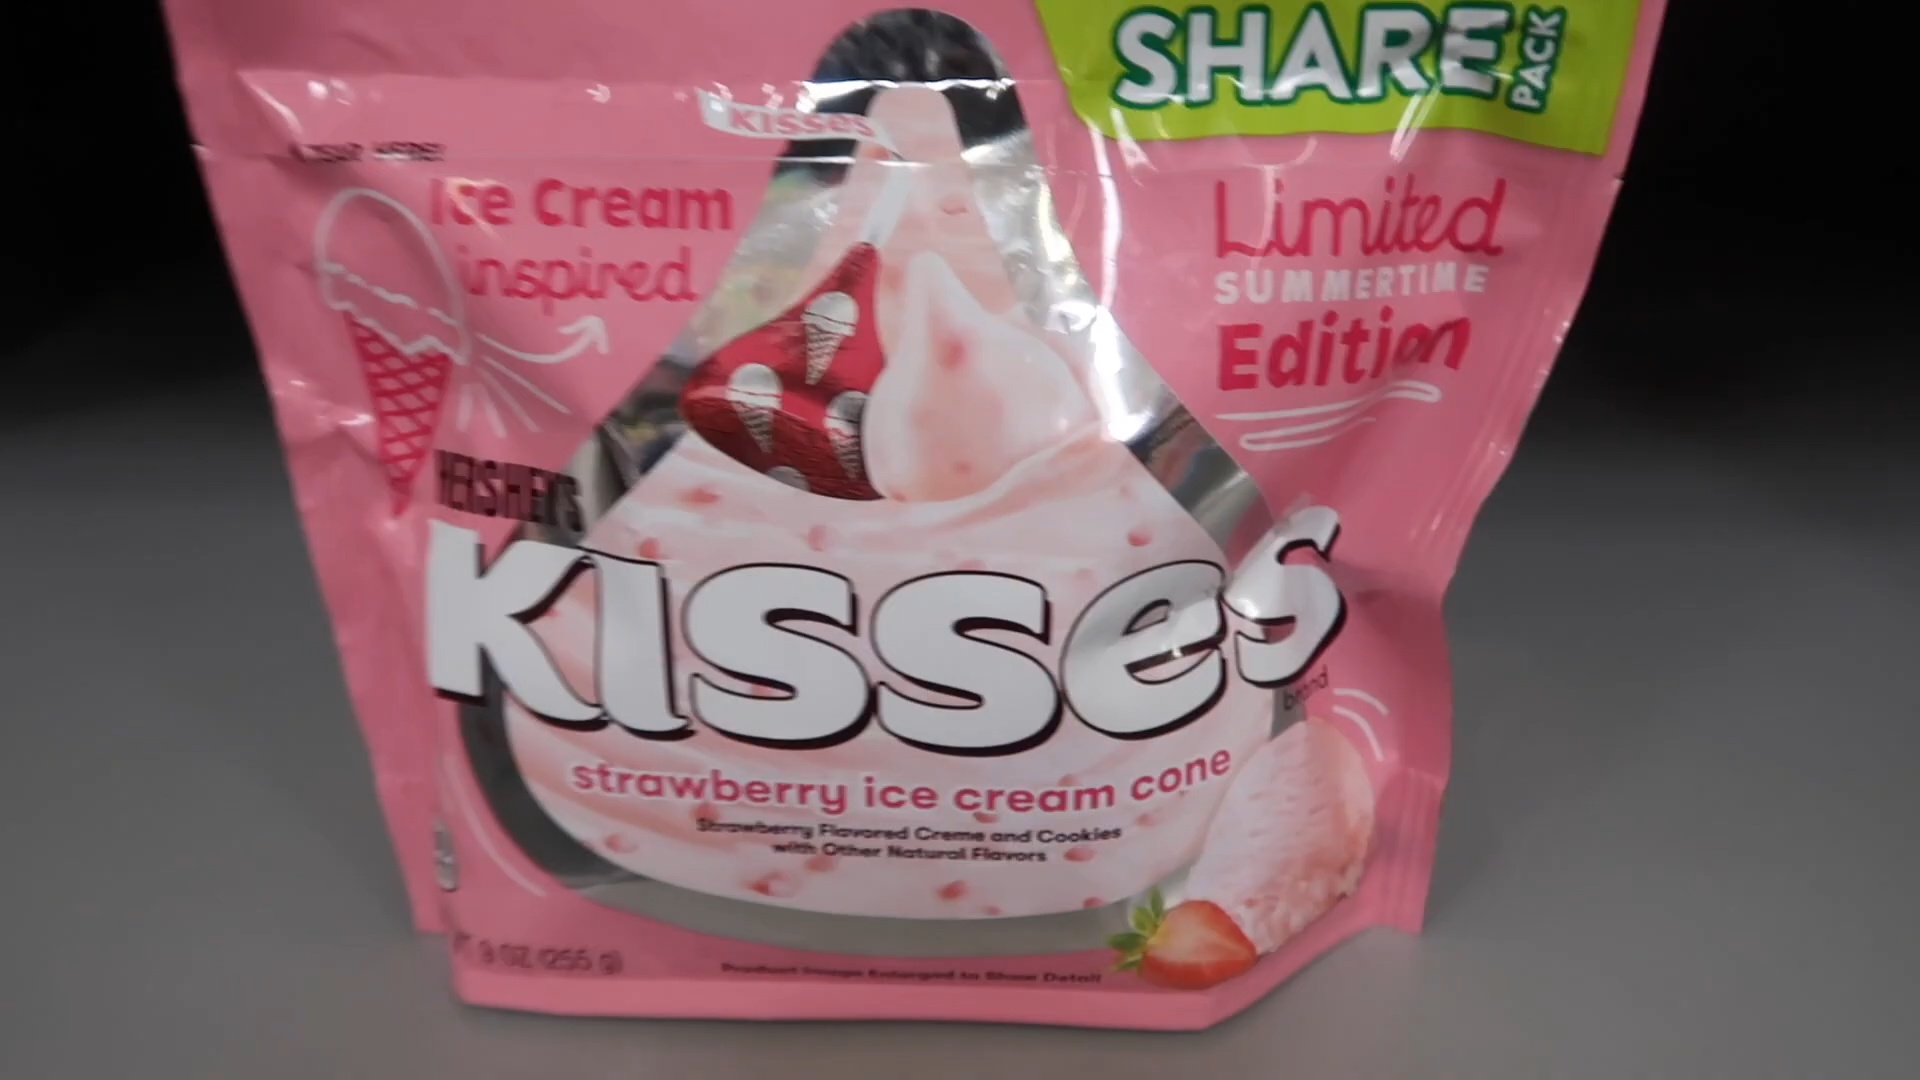 SHARE
PACK
KISSES
Ice Cream
inspired
Limited
SUMMERTIME
Edition
HERSHEY'S
KISSES
brand
strawberry ice cream cone
Strawberry Flavored Creme and Cookies
with Other Natural Flavors
9 OZ (255 g)
Product Image Enlarged to Show Detail